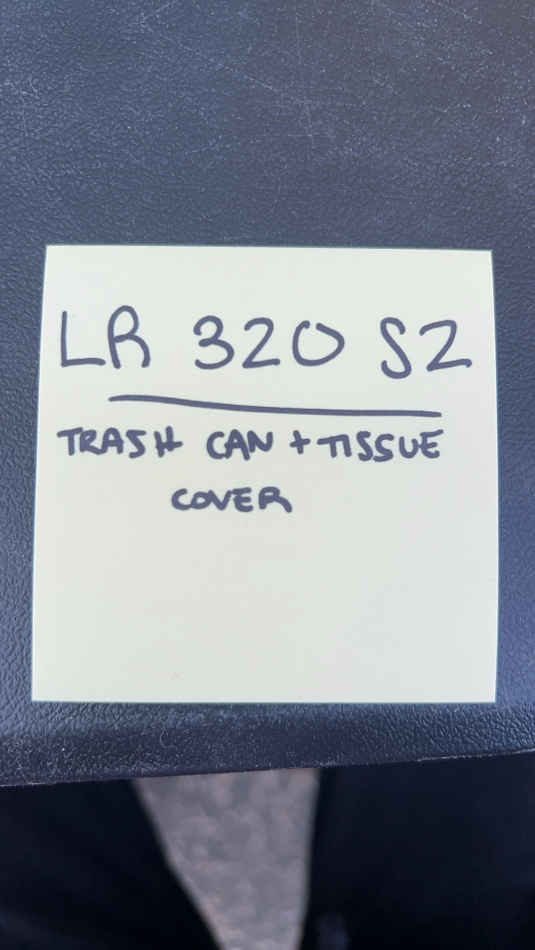 LR 320 S2
TRASH CAN + TISSUE
COVER